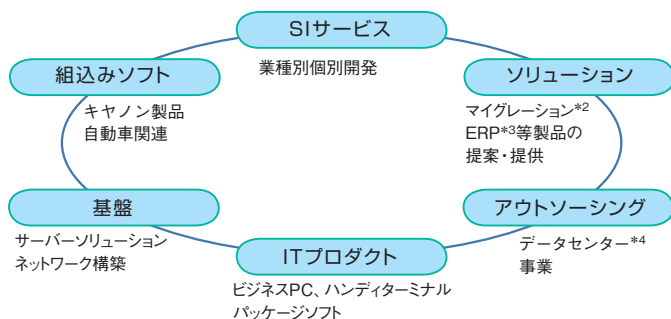 SIサービス
業種別個別開発
組込みソフト
キヤノン製品
自動車関連
ソリューション
マイグレーション*2
ERP*3等製品の
提案・提供
基盤
サーバーソリューション
ネットワーク構築
アウトソーシング
データセンター*4
事業
ITプロダクト
ビジネスPC、ハンディターミナル
パッケージソフト